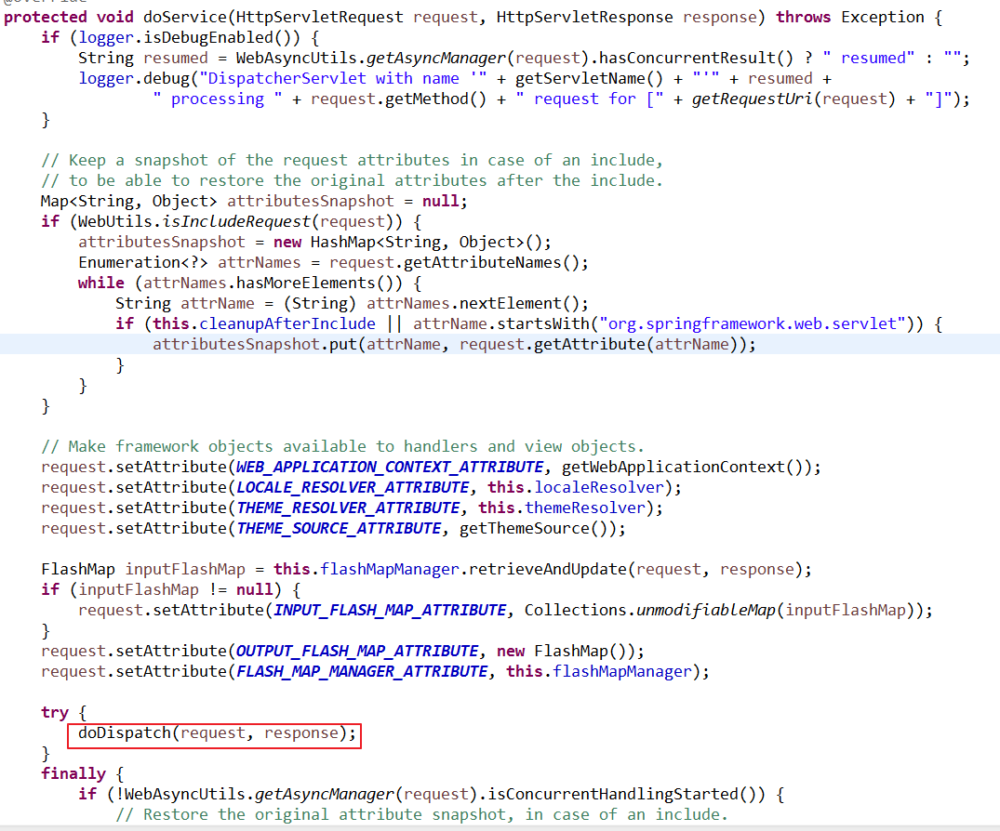 protected void doService(HttpServletRequest request, HttpServletResponse response) throws Exception {
    if (logger.isDebugEnabled()) {
        String resumed = WebAsyncUtils.getAsyncManager(request).hasConcurrentResult() ? " resumed" : "";
        logger.debug("DispatcherServlet with name '" + getServletName() + "'" + resumed +
                " processing " + request.getMethod() + " request for [" + getRequestUri(request) + "]");
    }

    // Keep a snapshot of the request attributes in case of an include,
    // to be able to restore the original attributes after the include.
    Map<String, Object> attributesSnapshot = null;
    if (WebUtils.isIncludeRequest(request)) {
        attributesSnapshot = new HashMap<String, Object>();
        Enumeration<?> attrNames = request.getAttributeNames();
        while (attrNames.hasMoreElements()) {
            String attrName = (String) attrNames.nextElement();
            if (this.cleanupAfterInclude || attrName.startsWith("org.springframework.web.servlet")) {
                attributesSnapshot.put(attrName, request.getAttribute(attrName));
            }
        }
    }

    // Make framework objects available to handlers and view objects.
    request.setAttribute(WEB_APPLICATION_CONTEXT_ATTRIBUTE, getWebApplicationContext());
    request.setAttribute(LOCALE_RESOLVER_ATTRIBUTE, this.localeResolver);
    request.setAttribute(THEME_RESOLVER_ATTRIBUTE, this.themeResolver);
    request.setAttribute(THEME_SOURCE_ATTRIBUTE, getThemeSource());

    FlashMap inputFlashMap = this.flashMapManager.retrieveAndUpdate(request, response);
    if (inputFlashMap != null) {
        request.setAttribute(INPUT_FLASH_MAP_ATTRIBUTE, Collections.unmodifiableMap(inputFlashMap));
    }
    request.setAttribute(OUTPUT_FLASH_MAP_ATTRIBUTE, new FlashMap());
    request.setAttribute(FLASH_MAP_MANAGER_ATTRIBUTE, this.flashMapManager);

    try {
        doDispatch(request, response);
    }
    finally {
        if (!WebAsyncUtils.getAsyncManager(request).isConcurrentHandlingStarted()) {
            // Restore the original attribute snapshot, in case of an include.